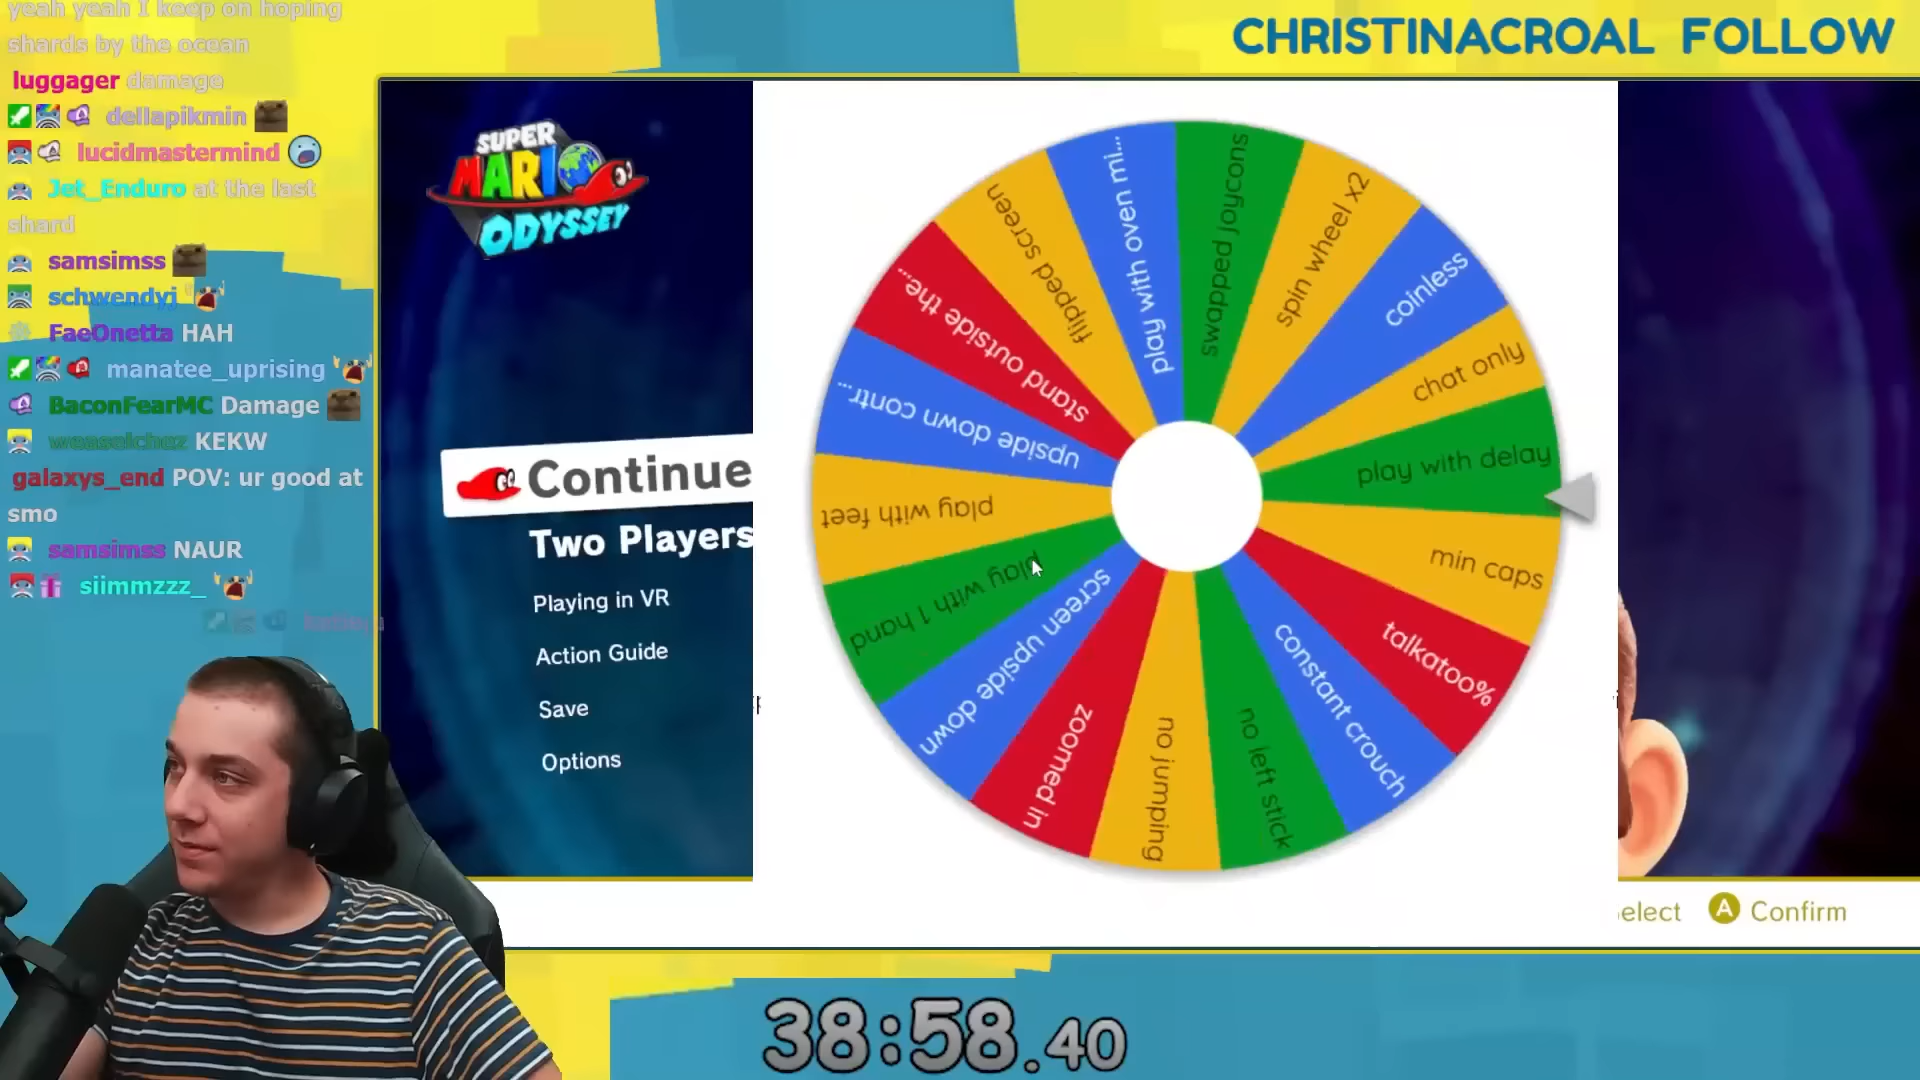 yeah yeah I keep on hoping
shards by the ocean
luggager damage
dellapikmin
lucidmastermind
Jet_Enduro at the last
shard
samsimss
schwendyj
FaeOnetta HAH
manatee_uprising
BaconFearMC Damage
weaselchez KEKW
galaxys_end POV: ur good at
smo
samsimss NAUR
siimmzzz_
CHRISTINACROAL FOLLOW
SUPER
MARIO
ODYSSEY
Continue
Two Players
Playing in VR
Action Guide
Save
Options
swapped joycons
spin wheel x2
coinless
chat only
play with delay
min caps
talkatoo%
constant crouch
no left stick
no jumping
zoomed in
screen upside down
play with 1 hand
play with feet
upside down contr...
stand outside the...
flipped screen
play with oven mi...
elect A Confirm
38:58.40